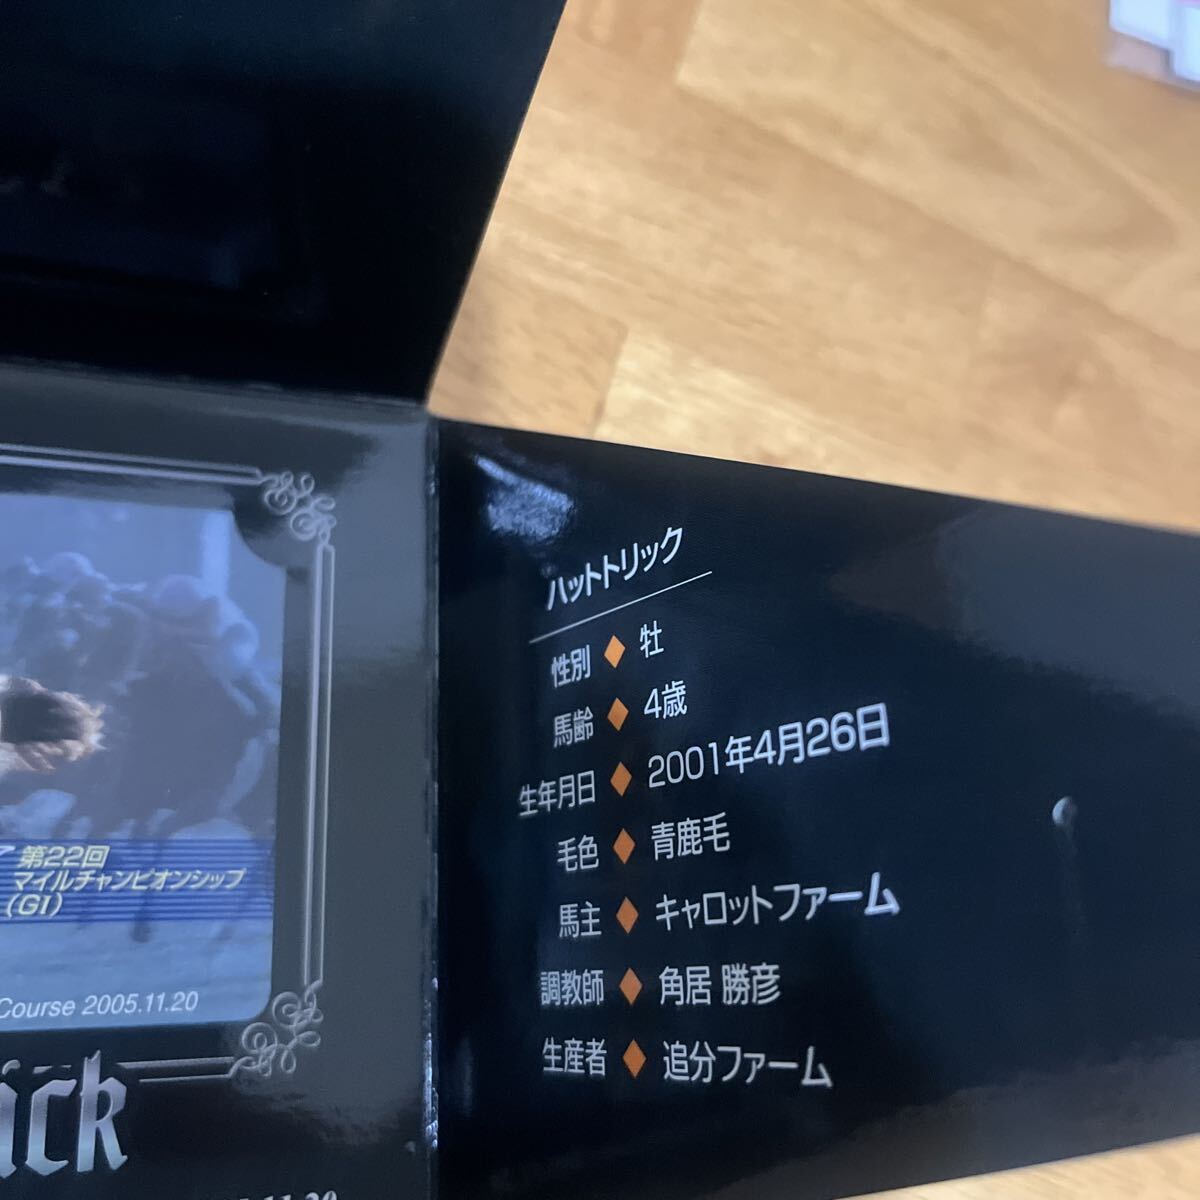 第22回
マイルチャンピオンシップ
(GI)
Course 2005.11.20
ick
11.20
ハットトリック
性別 ◆ 牡
馬齢 ◆ 4歳
生年月日 ◆ 2001年4月26日
毛色 ◆ 青鹿毛
馬主 ◆ キャロットファーム
調教師 ◆ 角居 勝彦
生産者 ◆ 追分ファーム